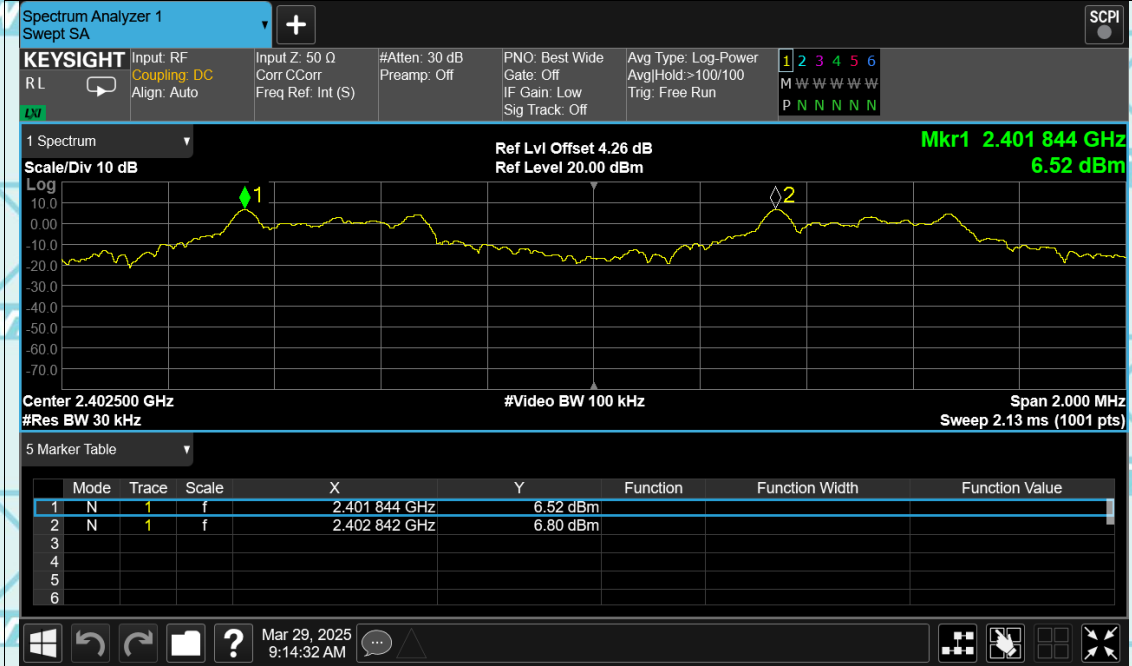 Spectrum Analyzer 1
Swept SA
+
SCPI
KEYSIGHT Input: RF Input Z: 50 Ω #Atten: 30 dB PNO: Best Wide Avg Type: Log-Power 1 2 3 4 5 6
R L Coupling: DC Corr CCorr Preamp: Off Gate: Off Avg|Hold:>100/100 M W W W W W
Align: Auto Freq Ref: Int (S) IF Gain: Low Trig: Free Run
LXI Sig Track: Off P N N N N N
1 Spectrum Mkr1 2.401 844 GHz
Ref Lvl Offset 4.26 dB
Scale/Div 10 dB Ref Level 20.00 dBm 6.52 dBm
Log
1 2
10.0
0.00
-10.0
-20.0
-30.0
-40.0
-50.0
-60.0
-70.0
Center 2.402500 GHz #Video BW 100 kHz Span 2.000 MHz
#Res BW 30 kHz Sweep 2.13 ms (1001 pts)
5 Marker Table
Mode Trace Scale X Y Function Function Width Function Value
1 N 1 f 2.401 844 GHz 6.52 dBm
2 N 1 f 2.402 842 GHz 6.80 dBm
3
4
5
6
? Mar 29, 2025
9:14:32 AM